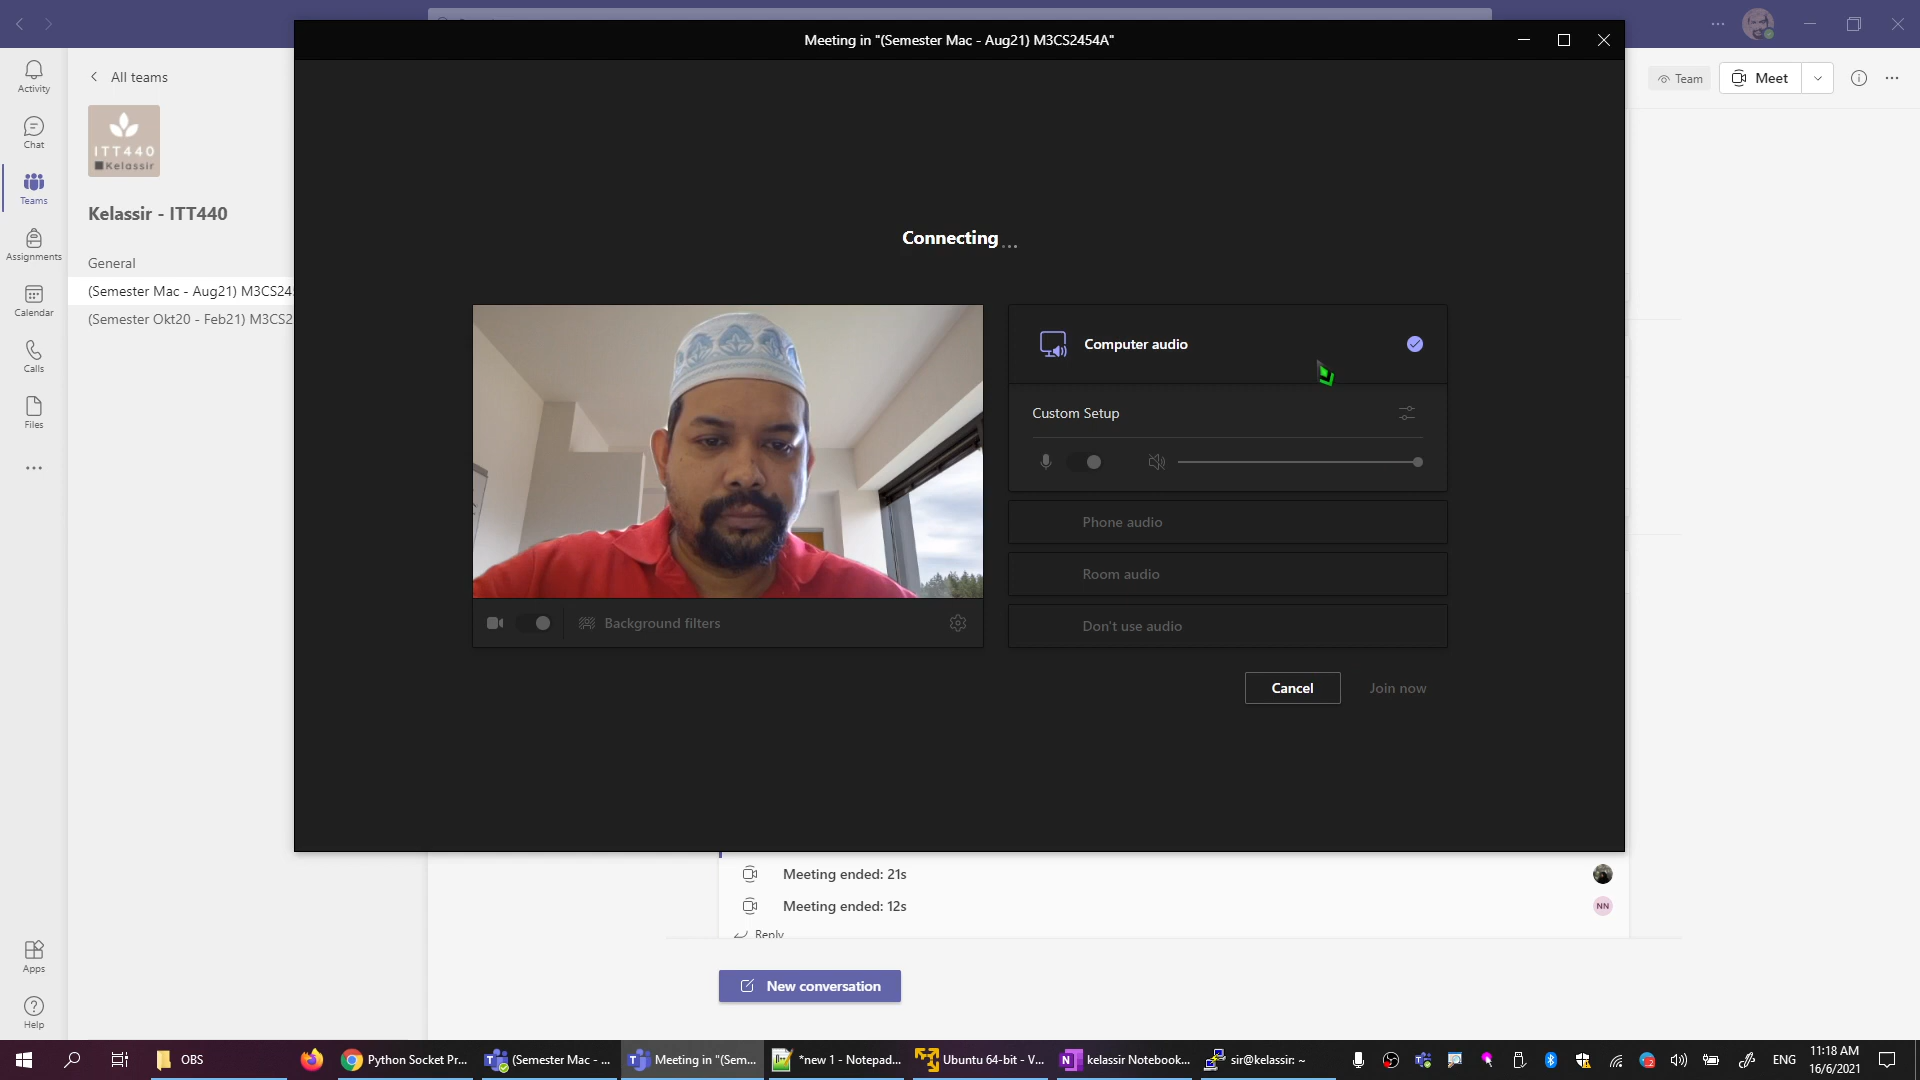 Meeting in "(Semester Mac - Aug21) M3CS2454A"
Activity
Chat
Teams
Assignments
Calendar
Calls
Files
Apps
Help
All teams
ITT440
Kelassir
Kelassir - ITT440
General
(Semester Mac - Aug21) M3CS24
(Semester Okt20 - Feb21) M3CS2
Team
Meet
Connecting...
Computer audio
Custom Setup
Phone audio
Room audio
Don't use audio
Background filters
Cancel
Join now
Meeting ended: 21s
Meeting ended: 12s
NN
Reply
New conversation
OBS
Python Socket Pr...
(Semester Mac - ...
Meeting in "(Sem...
*new 1 - Notepad...
Ubuntu 64-bit - V...
kelassir Notebook...
sir@kelassir: ~
ENG
11:18 AM
16/6/2021